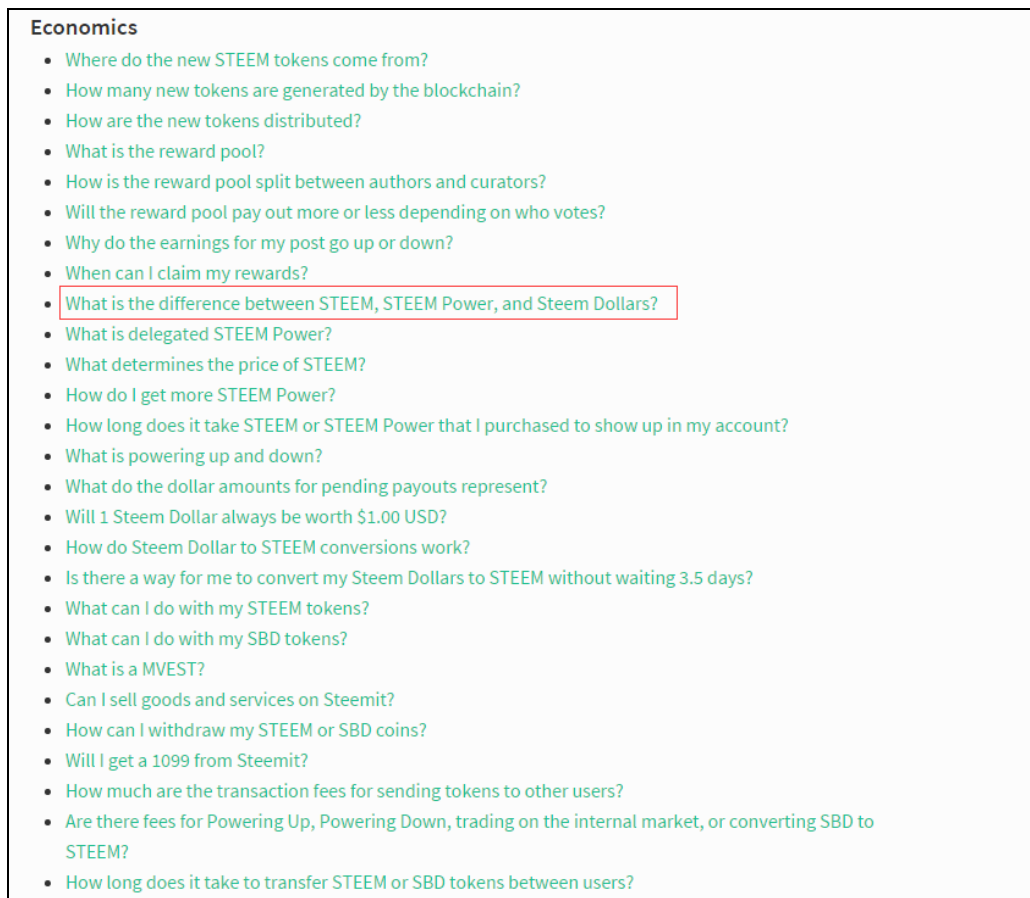 Economics
Where do the new STEEM tokens come from?
How many new tokens are generated by the blockchain?
How are the new tokens distributed?
What is the reward pool?
How is the reward pool split between authors and curators?
Will the reward pool pay out more or less depending on who votes?
Why do the earnings for my post go up or down?
When can I claim my rewards?
What is the difference between STEEM, STEEM Power, and Steem Dollars?
What is delegated STEEM Power?
What determines the price of STEEM?
How do I get more STEEM Power?
How long does it take STEEM or STEEM Power that I purchased to show up in my account?
What is powering up and down?
What do the dollar amounts for pending payouts represent?
Will 1 Steem Dollar always be worth $1.00 USD?
How do Steem Dollar to STEEM conversions work?
Is there a way for me to convert my Steem Dollars to STEEM without waiting 3.5 days?
What can I do with my STEEM tokens?
What can I do with my SBD tokens?
What is a MVEST?
Can I sell goods and services on Steemit?
How can I withdraw my STEEM or SBD coins?
Will I get a 1099 from Steemit?
How much are the transaction fees for sending tokens to other users?
Are there fees for Powering Up, Powering Down, trading on the internal market, or converting SBD to
STEEM?
How long does it take to transfer STEEM or SBD tokens between users?